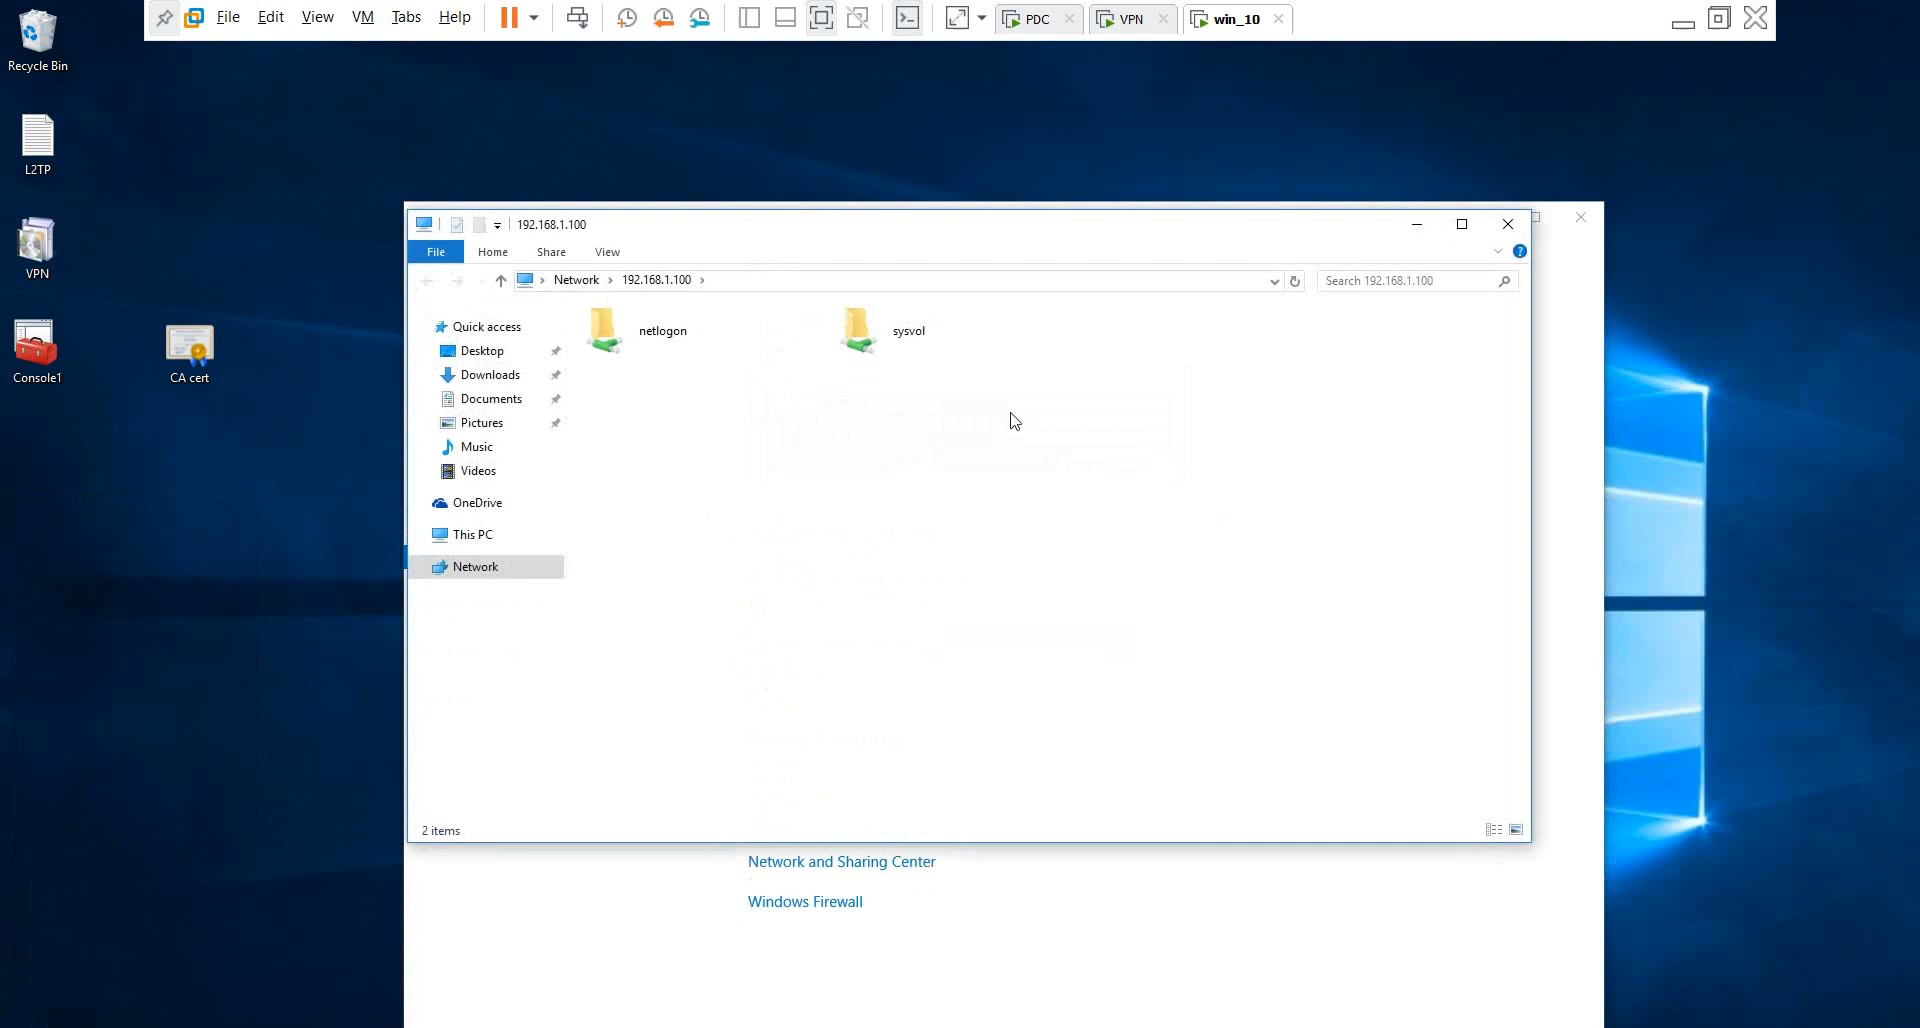 File Edit View VM Tabs Help PDC VPN win_10
Recycle Bin
L2TP
VPN
Console1
CA cert
192.168.1.100
File Home Share View
Network 192.168.1.100
Search 192.168.1.100
Quick access
Desktop
Downloads
Documents
Pictures
Music
Videos
OneDrive
This PC
Network
netlogon
sysvol
2 items
Network and Sharing Center
Windows Firewall